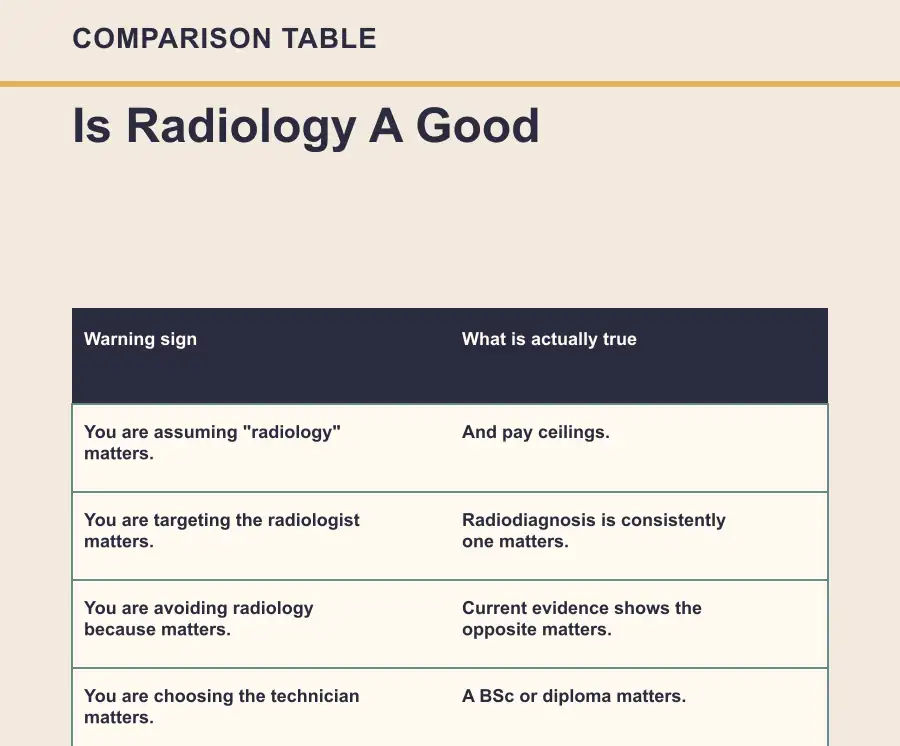 COMPARISON TABLE
Is Radiology A Good
Warning sign
What is actually true
You are assuming "radiology"
matters.
And pay ceilings.
You are targeting the radiologist
matters.
Radiodiagnosis is consistently
one matters.
You are avoiding radiology
because matters.
Current evidence shows the
opposite matters.
You are choosing the technician
matters.
A BSc or diploma matters.